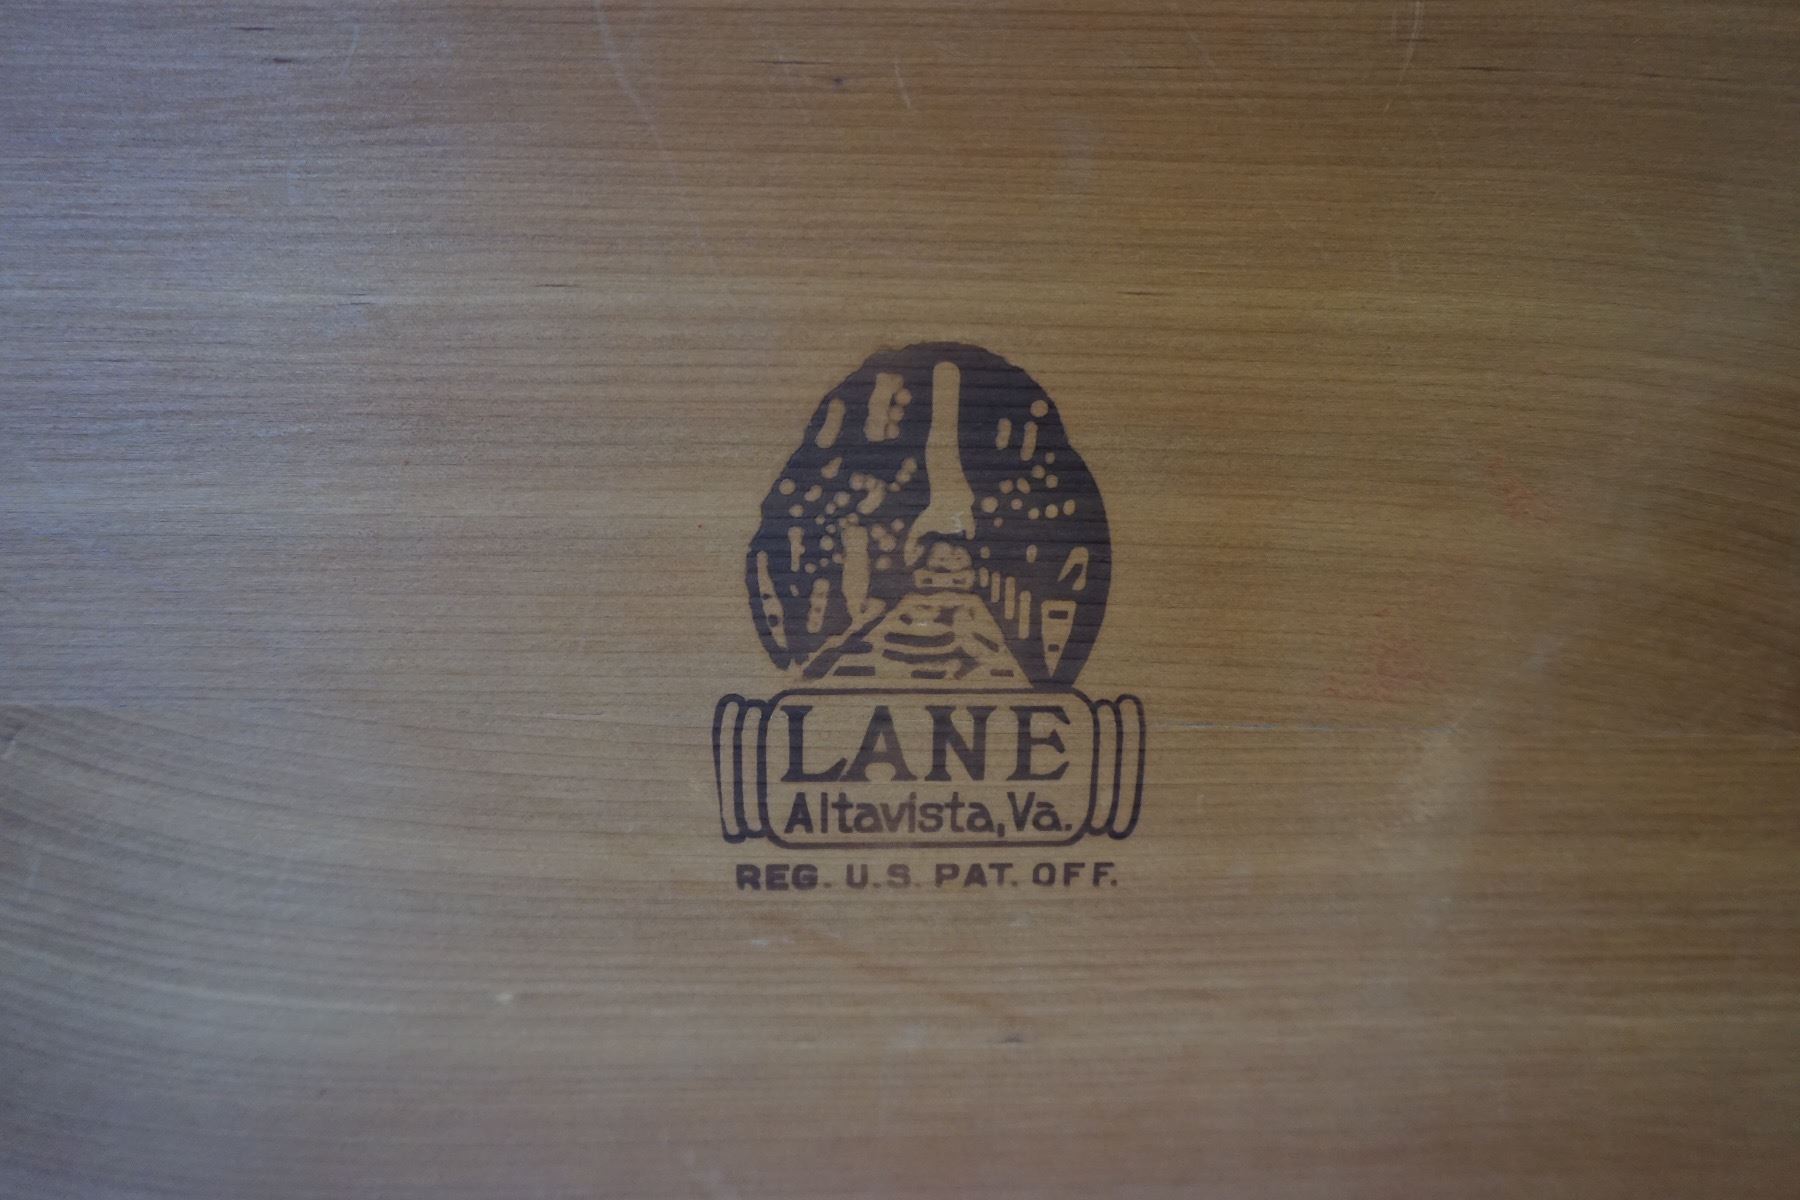 LANE
Altavista, Va.
REG. U.S. PAT. OFF.